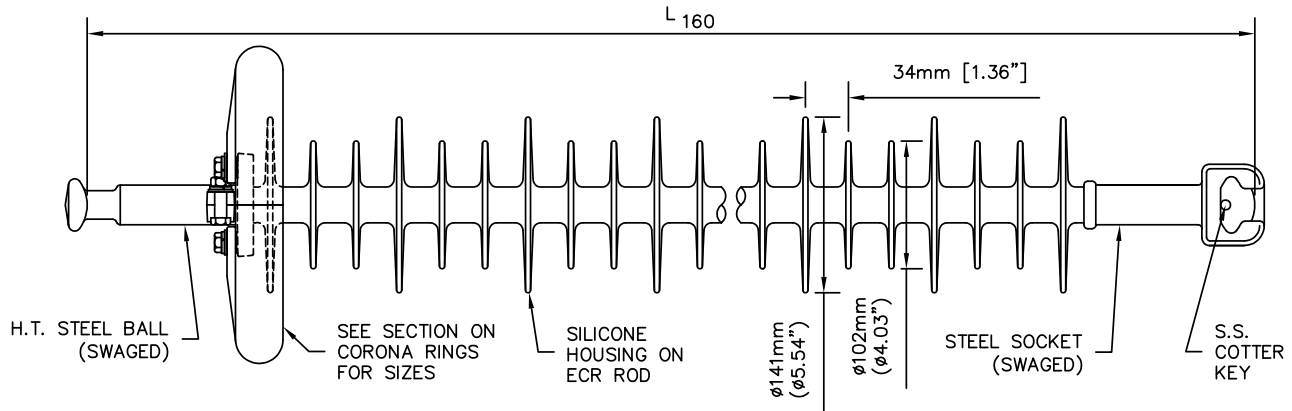 L 160
34mm [1.36”]
H.T. STEEL BALL
(SWAGED)
SEE SECTION ON
CORONA RINGS
FOR SIZES
SILICONE
HOUSING ON
ECR ROD
ø141mm
(ø5.54”)
ø102mm
(ø4.03”)
STEEL SOCKET
(SWAGED)
S.S.
COTTER
KEY